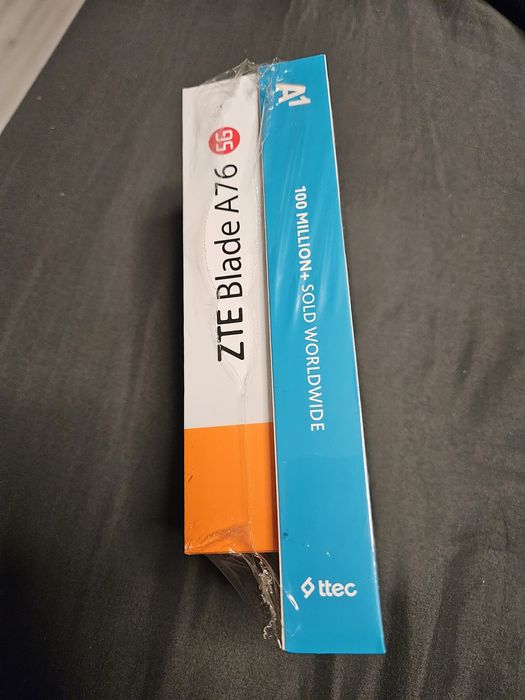 ZTE Blade A76 5G
A1
100 MILLION+ SOLD WORLDWIDE
ttec